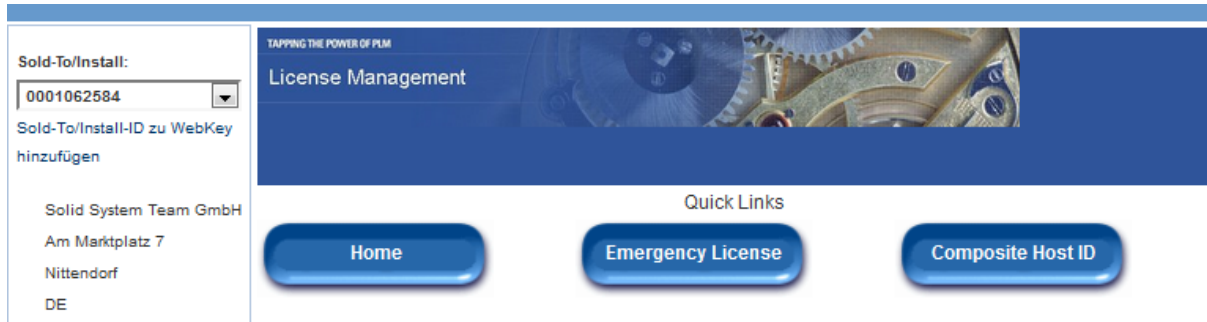 Sold-To/Install:
0001062584
Sold-To/Install-ID zu WebKey
hinzufügen
Solid System Team GmbH
Am Marktplatz 7
Nittendorf
DE
TAPPING THE POWER OF PLM
License Management
Quick Links
Home
Emergency License
Composite Host ID